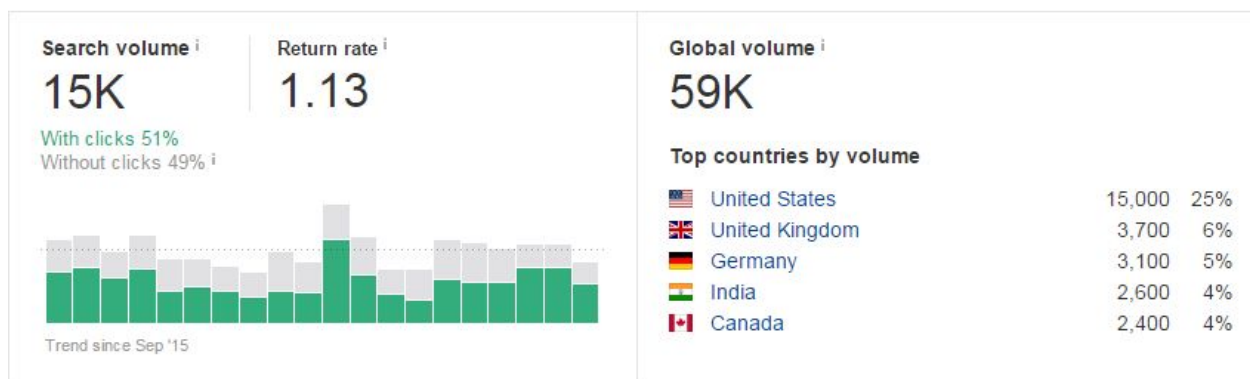 Search volume i
15K
With clicks 51%
Without clicks 49% i
Return rate i
1.13
Trend since Sep '15
Global volume i
59K
Top countries by volume
United States 15,000 25%
United Kingdom 3,700 6%
Germany 3,100 5%
India 2,600 4%
Canada 2,400 4%